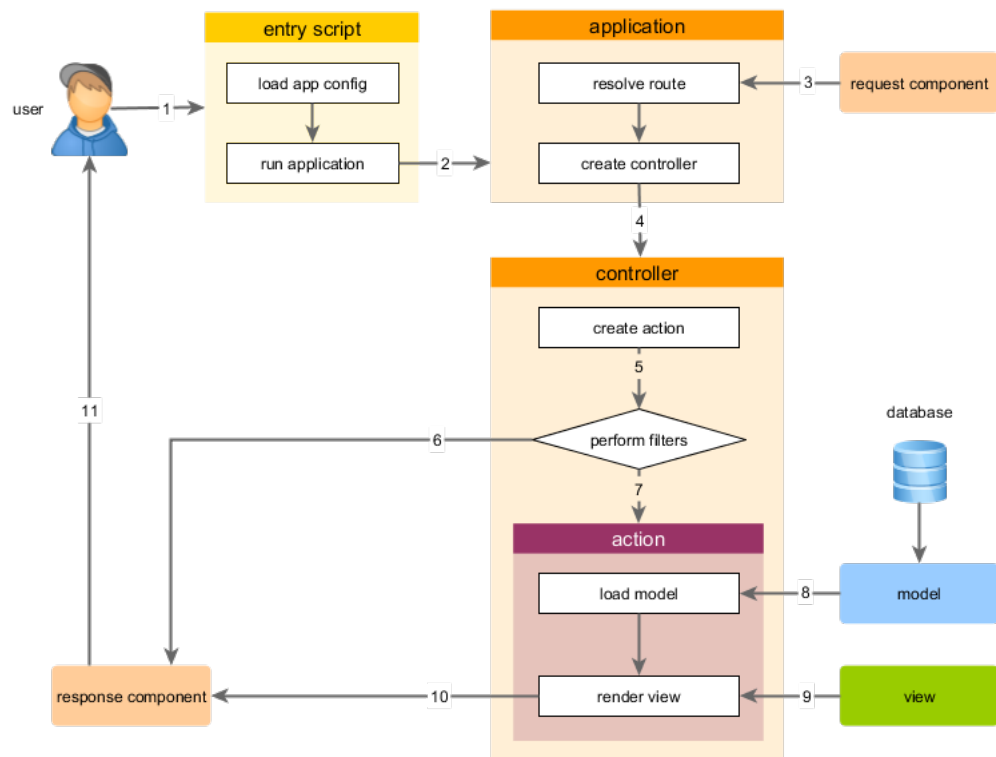 entry script
application
load app config
resolve route
3
request component
user
1
run application
2
create controller
4
controller
create action
5
11
6
perform filters
database
7
action
load model
8
model
response component
10
render view
9
view